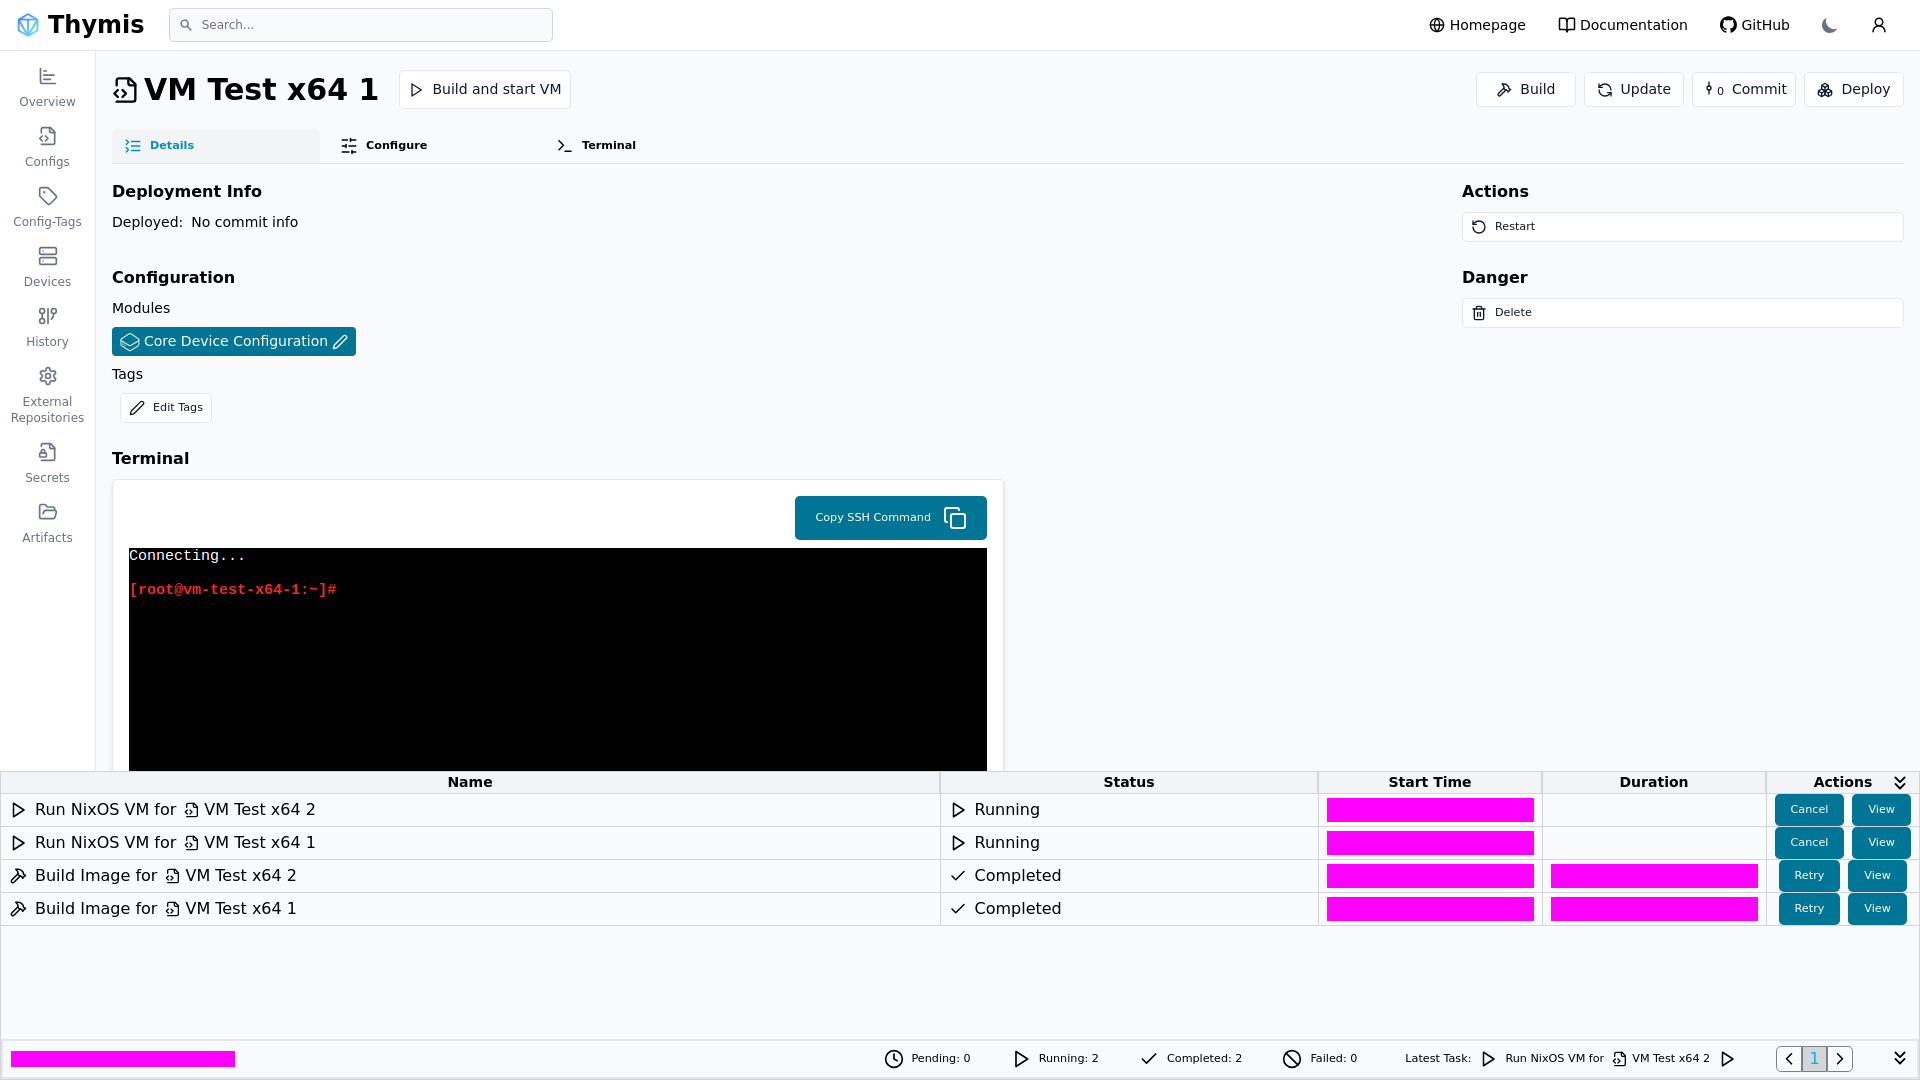 Thymis
Search...
Homepage
Documentation
GitHub
Overview
Configs
Config-Tags
Devices
History
External
Repositories
Secrets
Artifacts
VM Test x64 1
Build and start VM
Build
Update
0 Commit
Deploy
Details
Configure
Terminal
Deployment Info
Deployed: No commit info
Configuration
Modules
Core Device Configuration
Tags
Edit Tags
Actions
Restart
Danger
Delete
Terminal
Copy SSH Command
Connecting...
[root@vm-test-x64-1:~]#
Name Status Start Time Duration Actions
Run NixOS VM for VM Test x64 2 Running Cancel View
Run NixOS VM for VM Test x64 1 Running Cancel View
Build Image for VM Test x64 2 Completed Retry View
Build Image for VM Test x64 1 Completed Retry View
Pending: 0 Running: 2 Completed: 2 Failed: 0 Latest Task: Run NixOS VM for VM Test x64 2 1